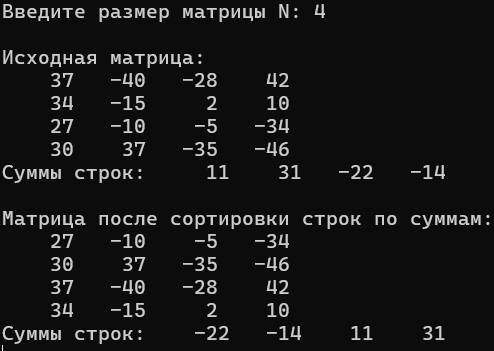 Введите размер матрицы N: 4
Исходная матрица:
37 -40 -28 42
34 -15 2 10
27 -10 -5 -34
30 37 -35 -46
Суммы строк: 11 31 -22 -14
Матрица после сортировки строк по суммам:
27 -10 -5 -34
30 37 -35 -46
37 -40 -28 42
34 -15 2 10
Суммы строк: -22 -14 11 31